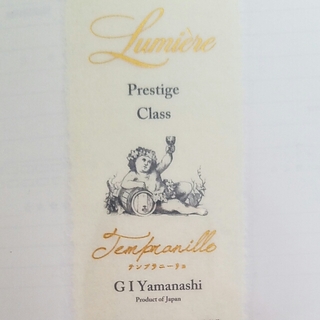 Lumière
Prestige
Class
Tempranillo
テンプラニーリョ
G I Yamanashi
Product of Japan